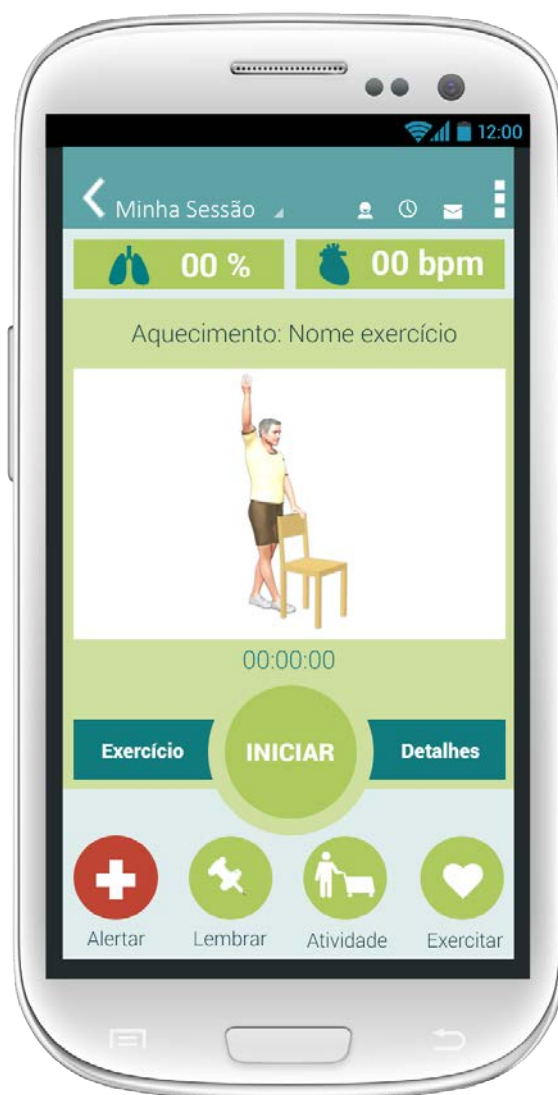 12:00
Minha Sessão
00 %
00 bpm
Aquecimento: Nome exercício
00:00:00
Exercício
INICIAR
Detalhes
Alertar
Lembrar
Atividade
Exercitar